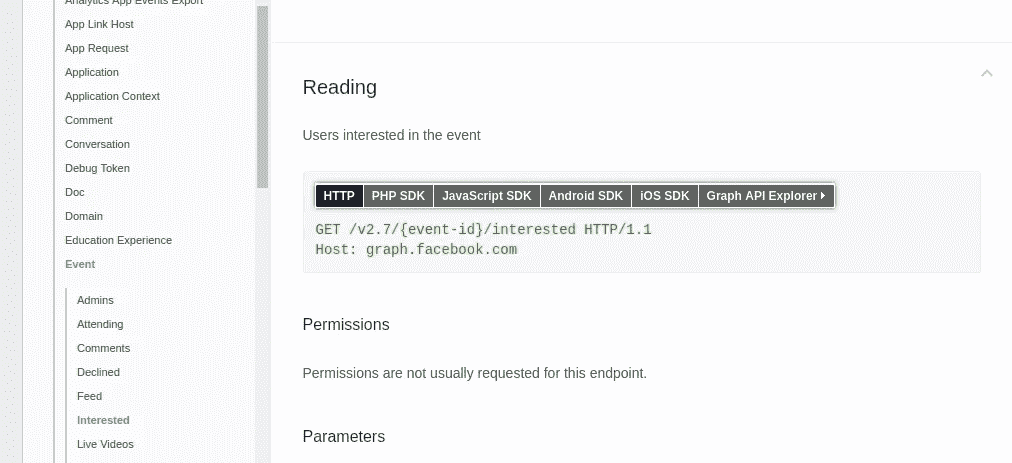 Analytics App Events Export
App Link Host
App Request
Application
Application Context
Comment
Conversation
Debug Token
Doc
Domain
Education Experience
Event
Admins
Attending
Comments
Declined
Feed
Interested
Live Videos
Reading
Users interested in the event
HTTP PHP SDK JavaScript SDK Android SDK iOS SDK Graph API Explorer
GET /v2.7/{event-id}/interested HTTP/1.1
Host: graph.facebook.com
Permissions
Permissions are not usually requested for this endpoint.
Parameters